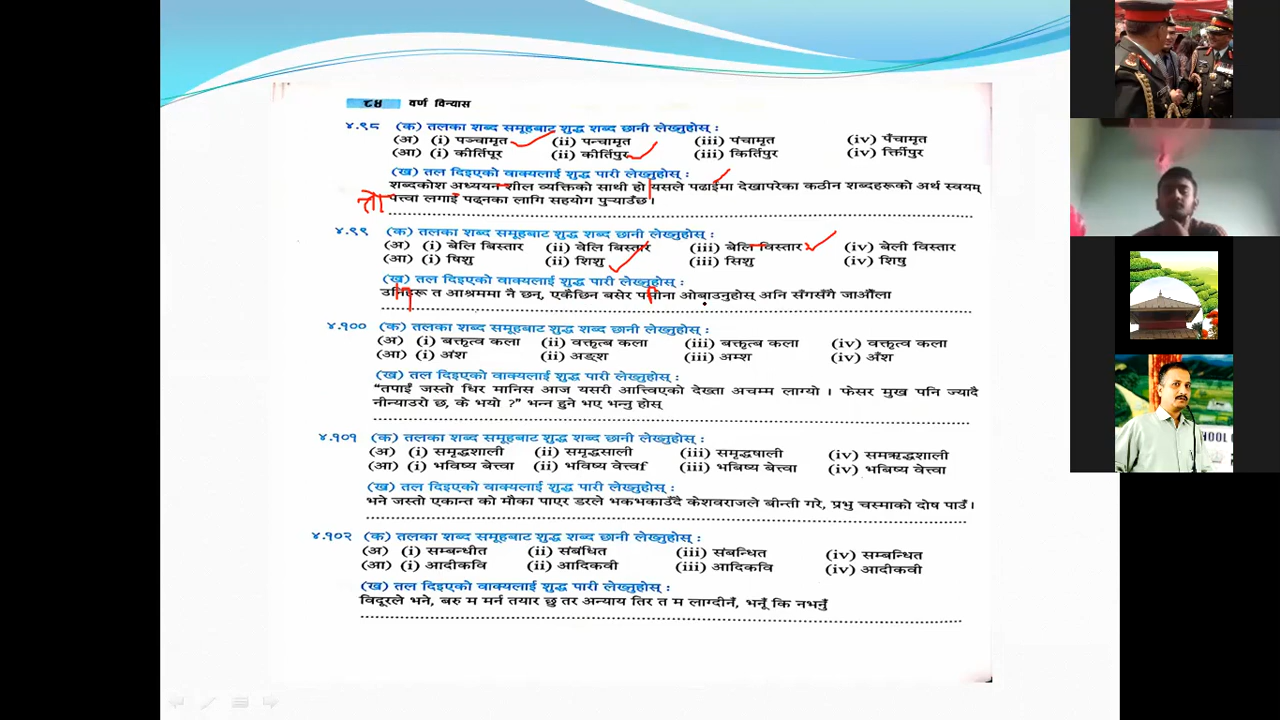 ८४ वर्ण विन्यास
४.९८ (क) तलका शब्द समूहबाट शुद्ध शब्द छानी लेख्नुहोस् :
(अ) (i) पञ्चामृत (ii) पन्चामृत (iii) पंचामृत (iv) पँचामृत
(आ) (i) कीर्तिपूर (ii) कीर्तिपुर (iii) किर्तिपुर (iv) र्क्तिीपुर
(ख) तल दिइएको वाक्यलाई शुद्ध पारी लेख्नुहोस् :
शब्दकोश अध्ययन शील व्यक्तिको साथी हो यसले पढाईमा देखापरेका कठीन शब्दहरूको अर्थ स्वयम्
त्तो पत्त्वा लगाईं पढ्नका लागि सहयोग पुऱ्याउँछ।
४.९९ (क) तलका शब्द समूहबाट शुद्ध शब्द छानी लेख्नुहोस् :
(अ) (i) बेलि बिस्तार (ii) वेलि बिस्तार (iii) बेलि विस्तार (iv) बेली विस्तार
(आ) (i) षिशु (ii) शिशु (iii) सिशु (iv) शिषु
(ख) तल दिइएको वाक्यलाई शुद्ध पारी लेख्नुहोस् :
उनिहरू त आश्रममा नै छन्, एकैछिन बसेर पसीना ओबाउनुहोस् अनि सँगसँगै जाऔंला
४.१०० (क) तलका शब्द समूहबाट शुद्ध शब्द छानी लेख्नुहोस् :
(अ) (i) बक्तृत्व कला (ii) वक्तृत्ब कला (iii) बक्तृत्ब कला (iv) वक्तृत्व कला
(आ) (i) अंश (ii) अङ्श (iii) अम्श (iv) अँश
(ख) तल दिइएको वाक्यलाई शुद्ध पारी लेख्नुहोस् :
“तपाइँ जस्तो धिर मानिस आज यसरी आत्तिएको देख्ता अचम्म लाग्यो । फेसर मुख पनि ज्यादै
नीन्याउरो छ, के भयो ?” भन्न हुने भए भन्नु होस्
४.१०१ (क) तलका शब्द समूहबाट शुद्ध शब्द छानी लेख्नुहोस् :
(अ) (i) समृद्धशाली (ii) समृद्धसाली (iii) समृद्धषाली (iv) समऋद्धशाली
(आ) (i) भविष्य बेत्त्वा (ii) भविष्य वेत्त्वा (iii) भबिष्य बेत्त्वा (iv) भबिष्य वेत्त्वा
(ख) तल दिइएको वाक्यलाई शुद्ध पारी लेख्नुहोस् :
भने जस्तो एकान्त को मौका पाएर डरले भकभकाउँदै केशवराजले बीन्ती गरे, प्रभु चस्माको दोष पाउँ।
४.१०२ (क) तलका शब्द समूहबाट शुद्ध शब्द छानी लेख्नुहोस् :
(अ) (i) सम्बन्धीत (ii) संबंधित (iii) संबन्धित (iv) सम्बन्धित
(आ) (i) आदीकवि (ii) आदिकवी (iii) आदिकवि (iv) आदीकवी
(ख) तल दिइएको वाक्यलाई शुद्ध पारी लेख्नुहोस् :
विदूरले भने, बरु म मर्न तयार छु तर अन्याय तिर त म लाग्दीनँ, भनूँ कि नभनुँ